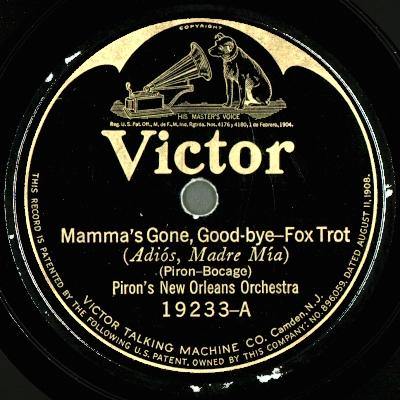 COPYRIGHT
HIS MASTER'S VOICE
Reg. U.S. Pat. Off., M. de F., M. Ind. Rgtrda. Nos. 4176 y 4180, 1 de Febrero, 1904.
Victor
Mamma's Gone, Good-bye—Fox Trot
(Adiós, Madre Mía)
(Piron-Bocage)
Piron's New Orleans Orchestra
19233-A
VICTOR TALKING MACHINE CO. Camden, N.J.
THIS RECORD IS PATENTED BY THE FOLLOWING U.S. PATENT, OWNED BY THIS COMPANY: NO. 896059, DATED AUGUST 11, 1908.